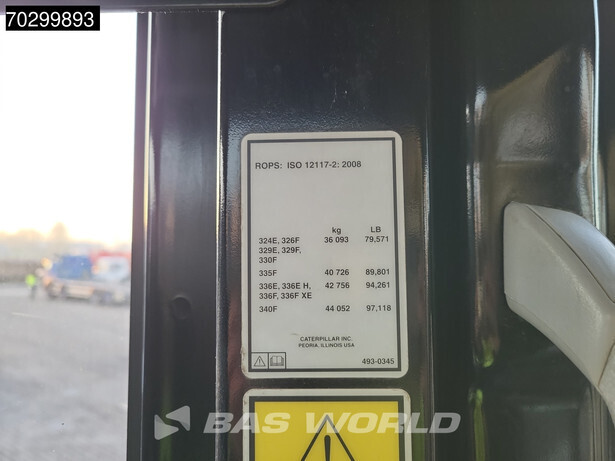 70299893
ROPS: ISO 12117-2: 2008
kg LB
324E, 326F 36 093 79,571
329E, 329F,
330F
335F 40 726 89,801
336E, 336E H, 42 756 94,261
336F, 336F XE
340F 44 052 97,118
CATERPILLAR INC.
PEORIA, ILLINOIS USA
493-0345
BAS WORLD